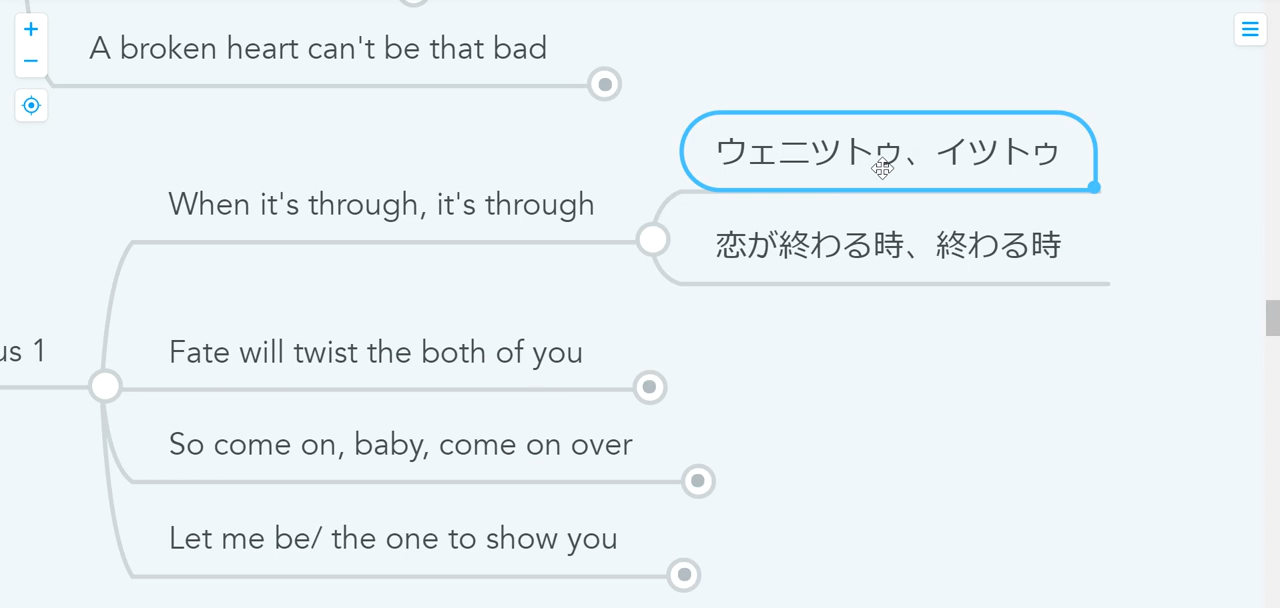 A broken heart can't be that bad
ウェニツトゥ、イツトゥ
When it's through, it's through
恋が終わる時、終わる時
us 1
Fate will twist the both of you
So come on, baby, come on over
Let me be/ the one to show you